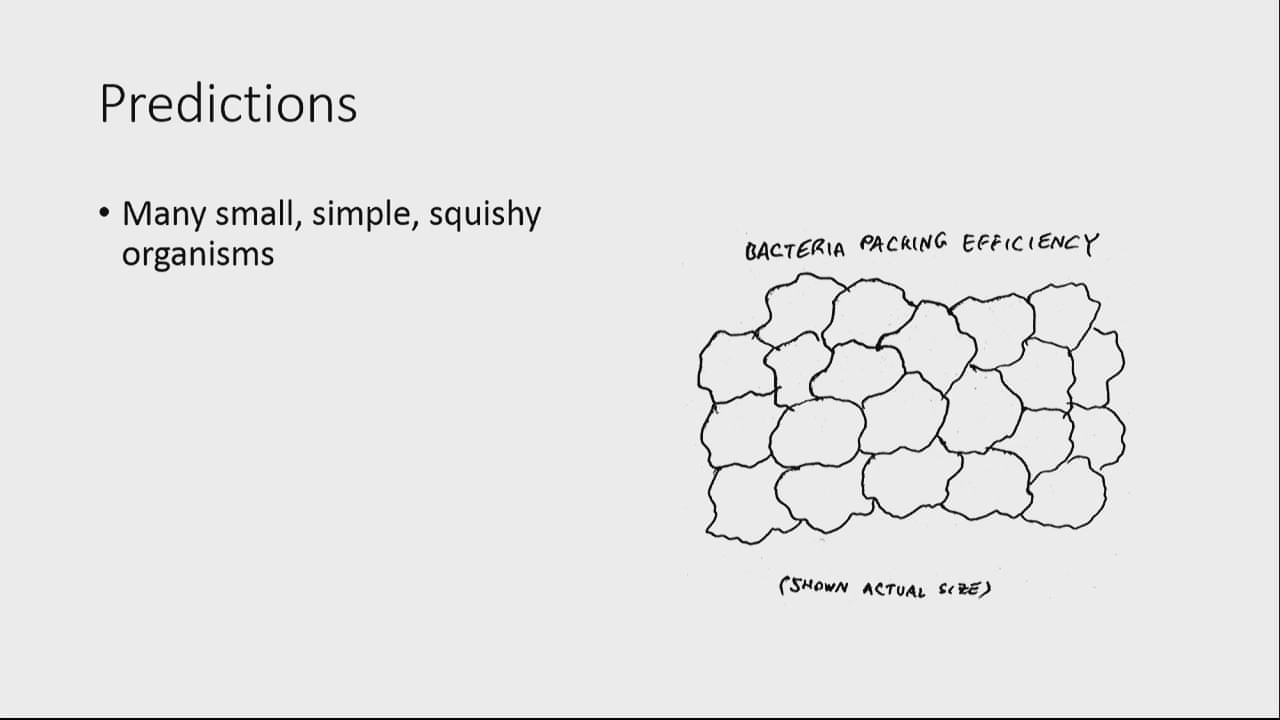 Predictions
• Many small, simple, squishy
organisms
BACTERIA PACKING EFFICIENCY
(SHOWN ACTUAL SIZE)